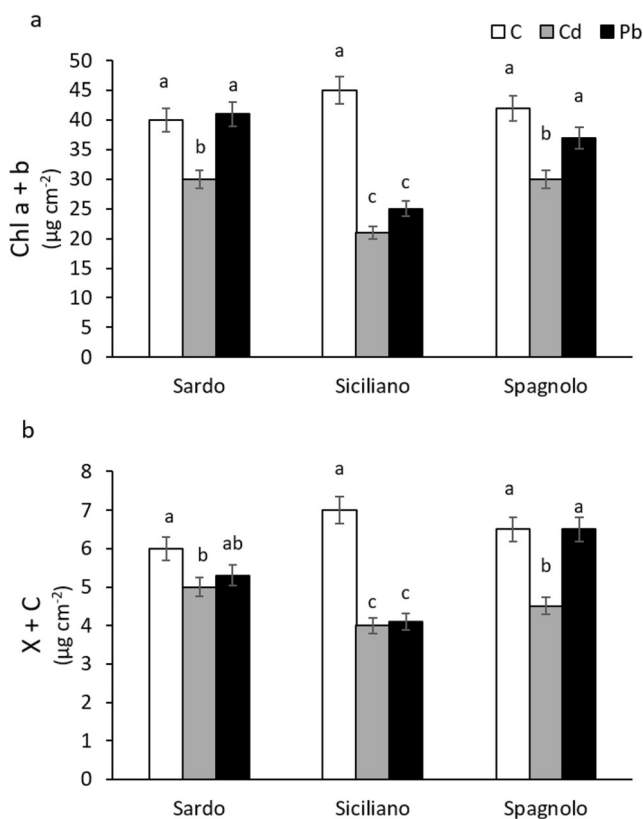 a
C Cd Pb
Chl a + b
(µg cm-2)
50
45
40
35
30
25
20
15
10
5
0
a
b
a
a
c
c
a
b
a
Sardo
Siciliano
Spagnolo
b
X + C
(µg cm-2)
8
7
6
5
4
3
2
1
0
a
b
ab
a
c
c
a
b
a
Sardo
Siciliano
Spagnolo